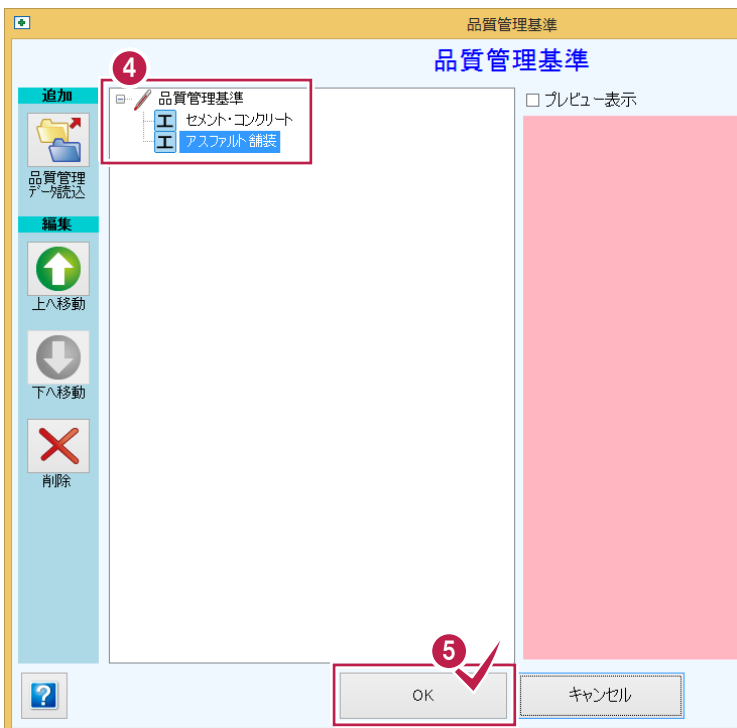 品質管理基準
品質管理基準
4
追加
品質管理
データ読込
編集
上へ移動
下へ移動
削除
品質管理基準
工 セメント・コンクリート
工 アスファルト舗装
プレビュー表示
5
?
OK
キャンセル